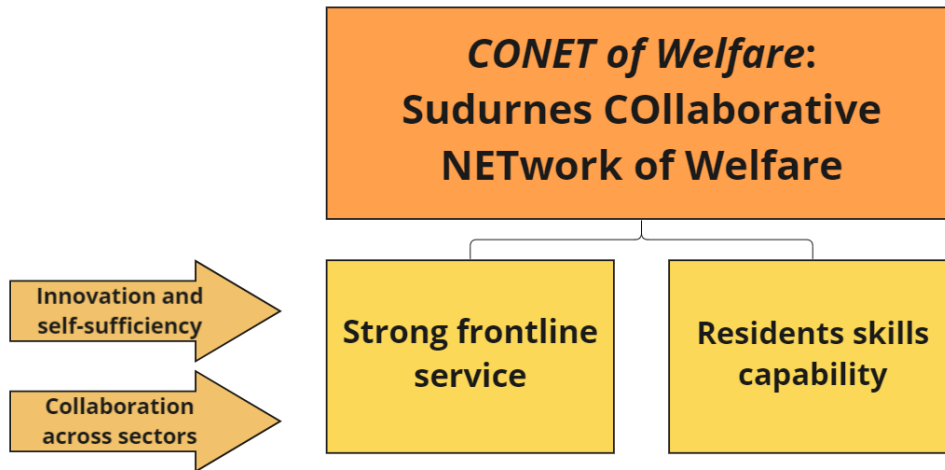 CONET of Welfare:
Sudurnes COllaborative
NETwork of Welfare
Innovation and
self-sufficiency
Collaboration
across sectors
Strong frontline
service
Residents skills
capability